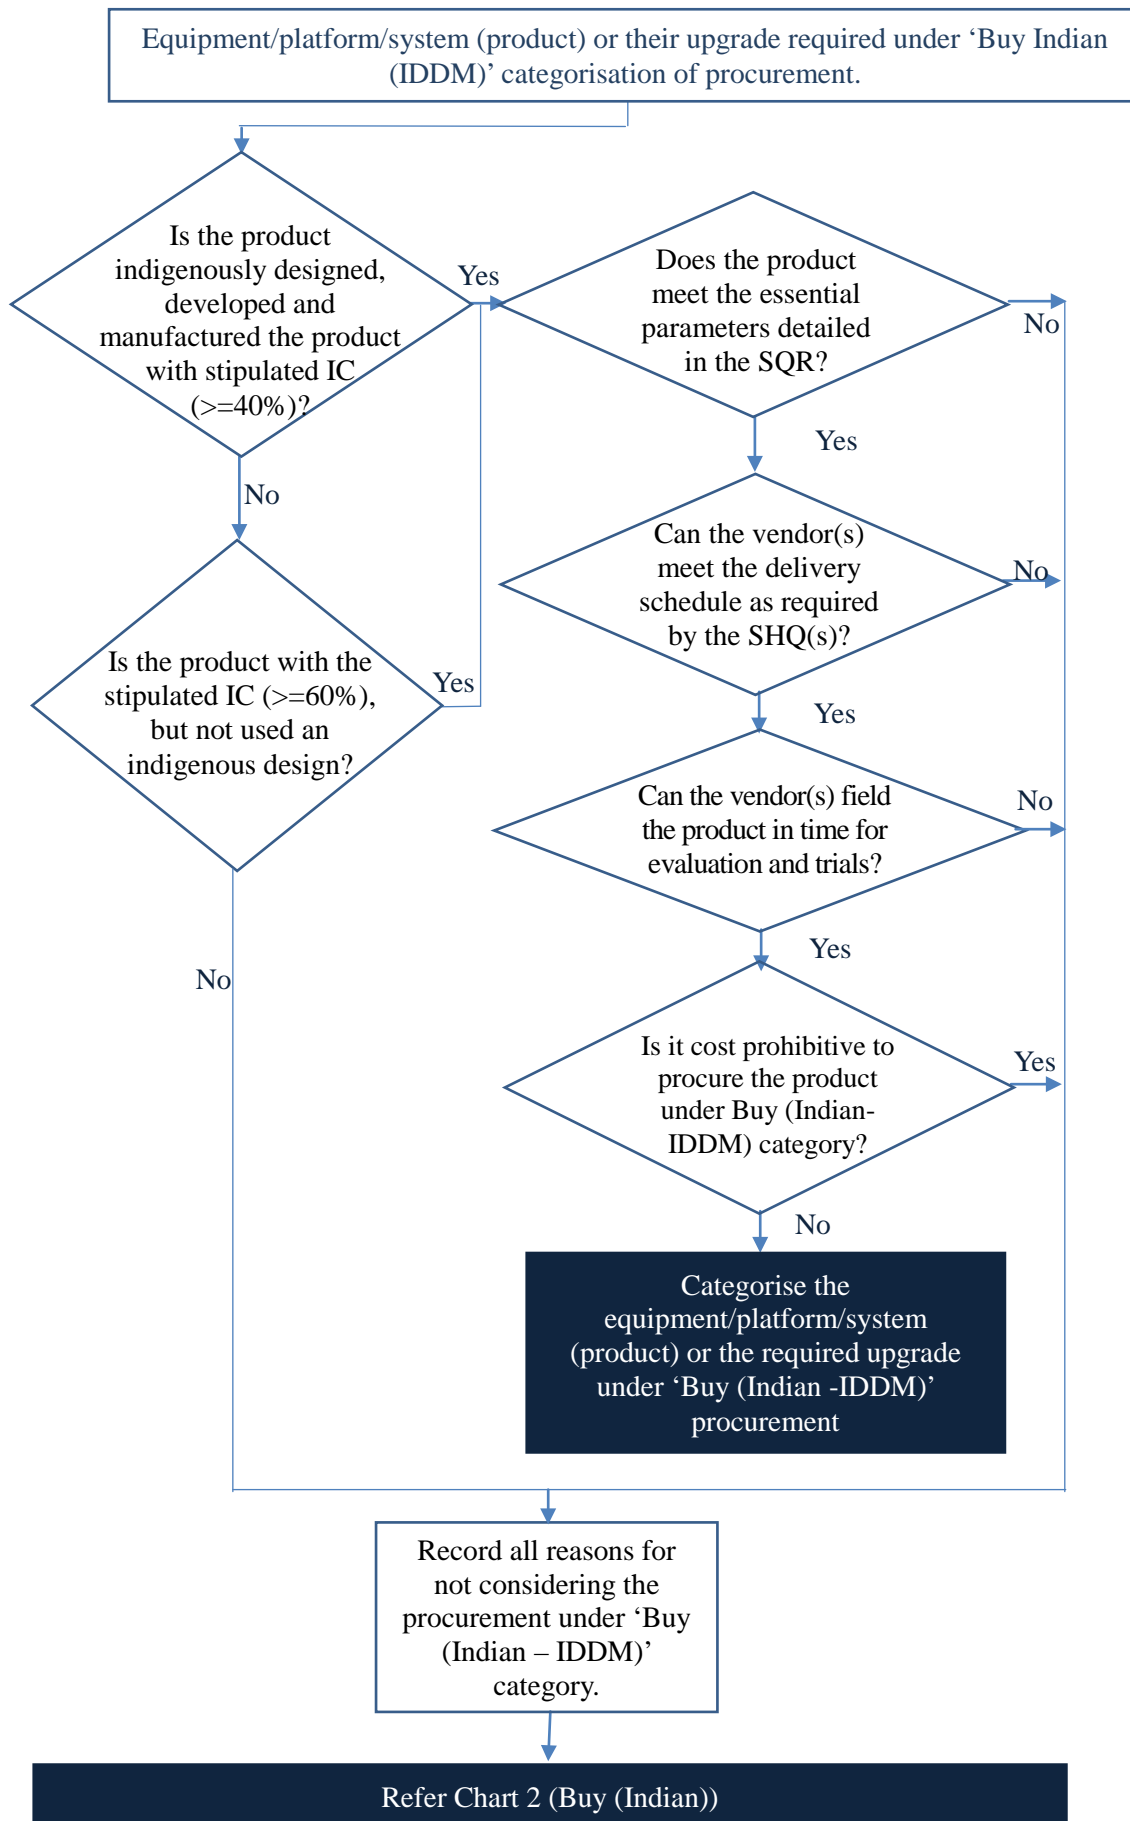 Equipment/platform/system (product) or their upgrade required under ‘Buy Indian
(IDDM)’ categorisation of procurement.
Is the product
indigenously designed,
developed and
manufactured the product
with stipulated IC
(>=40%)?
Yes
Does the product
meet the essential
parameters detailed
in the SQR?
No
Yes
No
Can the vendor(s)
meet the delivery
schedule as required
by the SHQ(s)?
No
Is the product with the
stipulated IC (>=60%),
but not used an
indigenous design?
Yes
Yes
Can the vendor(s) field
the product in time for
evaluation and trials?
No
Yes
No
Is it cost prohibitive to
procure the product
under Buy (Indian-
IDDM) category?
Yes
No
Categorise the
equipment/platform/system
(product) or the required upgrade
under ‘Buy (Indian -IDDM)’
procurement
Record all reasons for
not considering the
procurement under ‘Buy
(Indian – IDDM)’
category.
Refer Chart 2 (Buy (Indian))